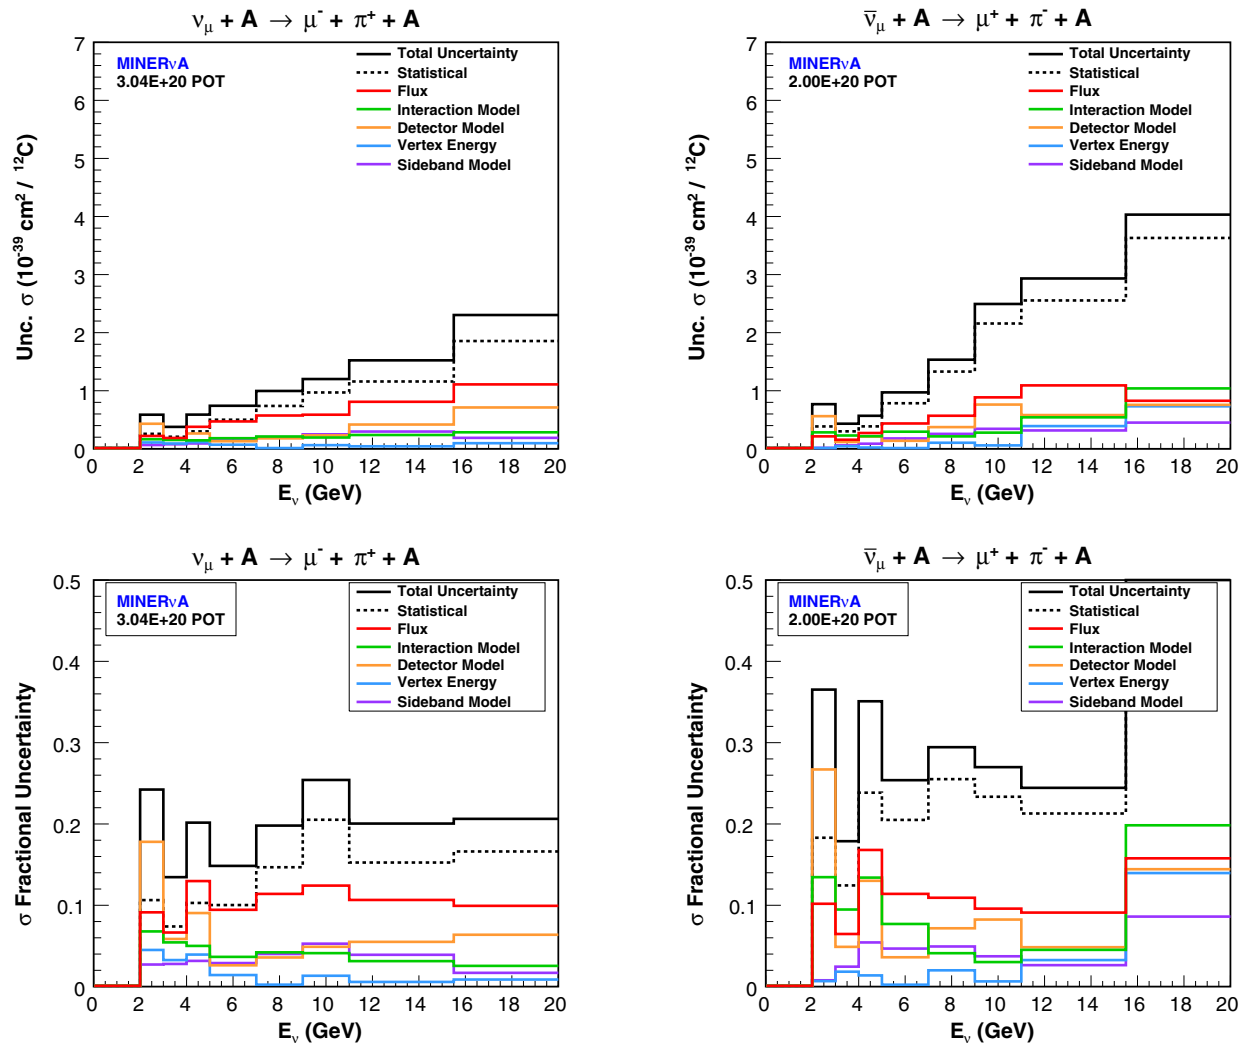 ν_μ + A → μ⁻ + π⁺ + A
MINERνA
3.04E+20 POT
Total Uncertainty
Statistical
Flux
Interaction Model
Detector Model
Vertex Energy
Sideband Model
Unc. σ (10⁻³⁹ cm² / ¹²C)
7
6
5
4
3
2
1
0
0 2 4 6 8 10 12 14 16 18 20
E_ν (GeV)
ν̅_μ + A → μ⁺ + π⁻ + A
MINERνA
2.00E+20 POT
Total Uncertainty
Statistical
Flux
Interaction Model
Detector Model
Vertex Energy
Sideband Model
Unc. σ (10⁻³⁹ cm² / ¹²C)
7
6
5
4
3
2
1
0
0 2 4 6 8 10 12 14 16 18 20
E_ν (GeV)
ν_μ + A → μ⁻ + π⁺ + A
MINERνA
3.04E+20 POT
Total Uncertainty
Statistical
Flux
Interaction Model
Detector Model
Vertex Energy
Sideband Model
σ Fractional Uncertainty
0.5
0.4
0.3
0.2
0.1
0
0 2 4 6 8 10 12 14 16 18 20
E_ν (GeV)
ν̅_μ + A → μ⁺ + π⁻ + A
MINERνA
2.00E+20 POT
Total Uncertainty
Statistical
Flux
Interaction Model
Detector Model
Vertex Energy
Sideband Model
σ Fractional Uncertainty
0.5
0.4
0.3
0.2
0.1
0
0 2 4 6 8 10 12 14 16 18 20
E_ν (GeV)